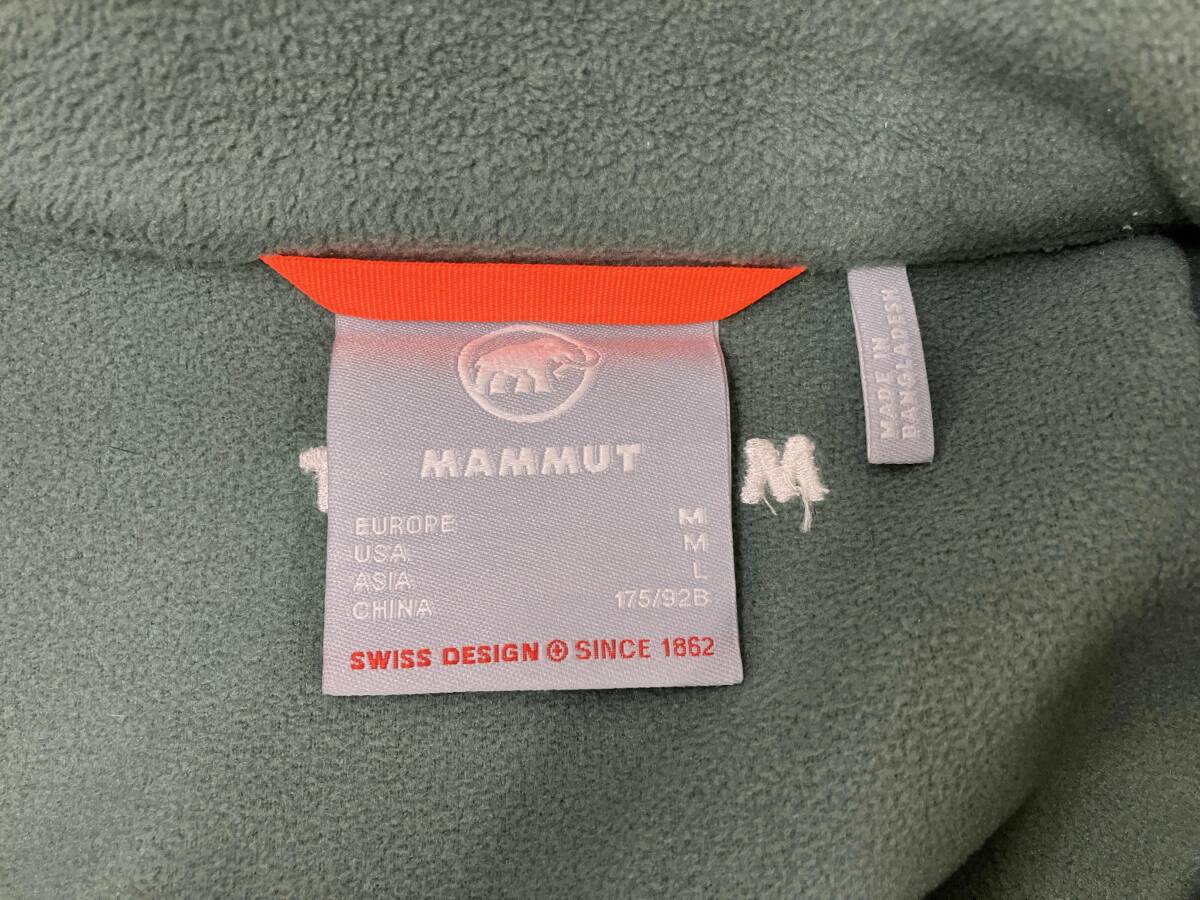 MAMMUT
M
EUROPE M
USA M
ASIA L
CHINA 175/92B
SWISS DESIGN SINCE 1862
MADE IN
BANGLADESH